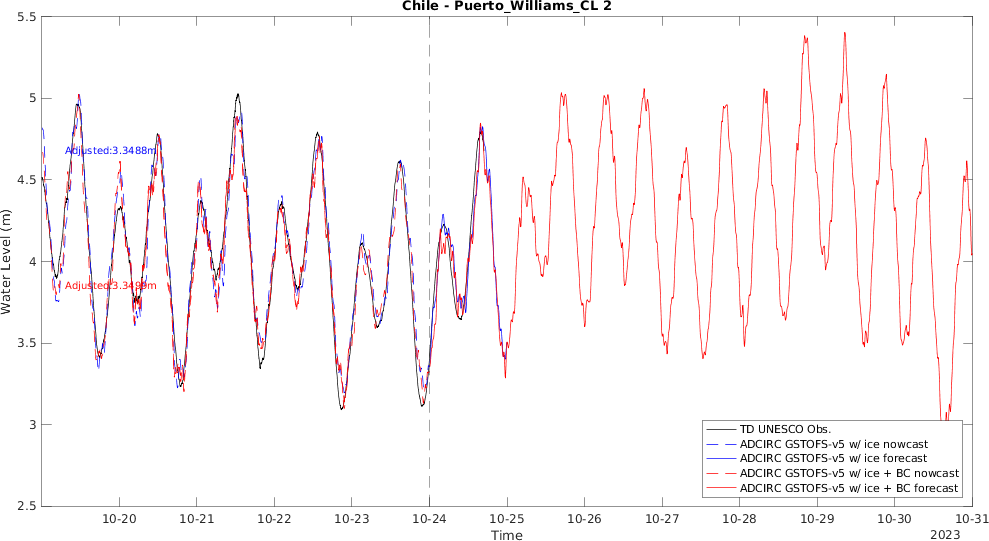 Chile - Puerto_Williams_CL 2
5.5
5
4.5
4
3.5
3
2.5
Water Level (m)
Adjusted:3.3488m
Adjusted:3.3499m
TD UNESCO Obs.
ADCIRC GSTOFS-v5 w/ ice nowcast
ADCIRC GSTOFS-v5 w/ ice forecast
ADCIRC GSTOFS-v5 w/ ice + BC nowcast
ADCIRC GSTOFS-v5 w/ ice + BC forecast
10-20 10-21 10-22 10-23 10-24 10-25 10-26 10-27 10-28 10-29 10-30 10-31
Time
2023